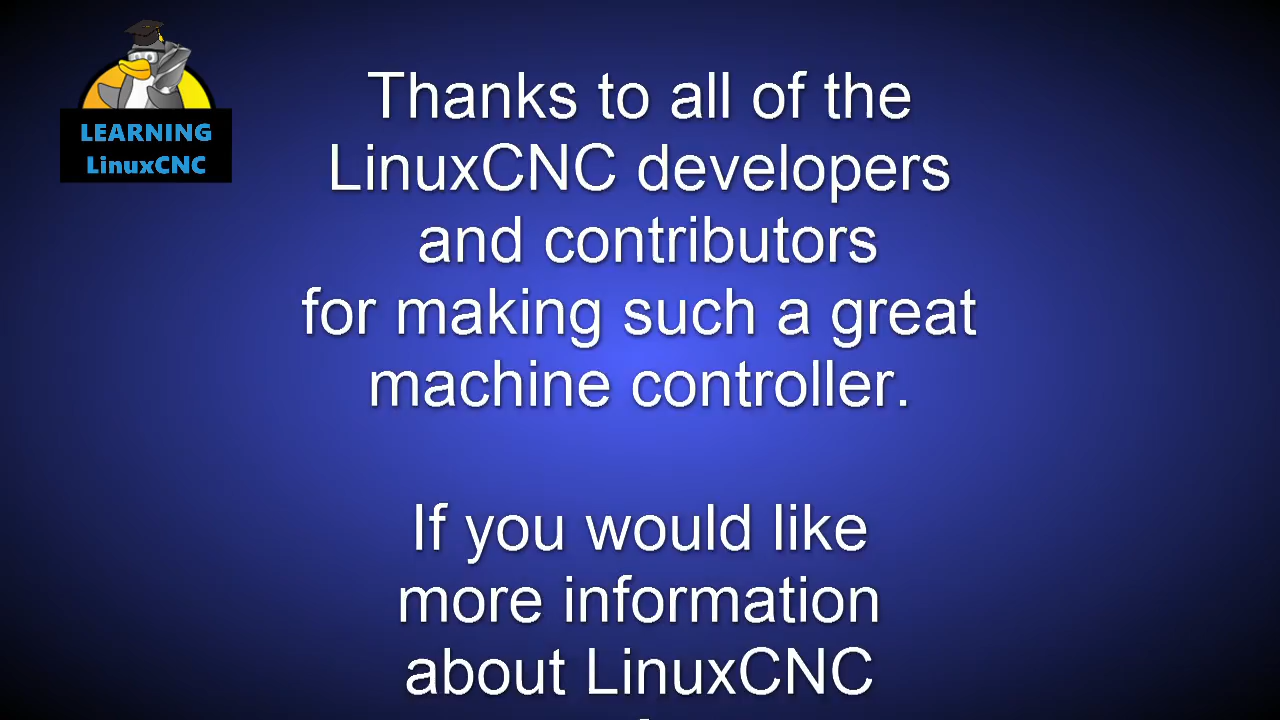 LEARNING
LinuxCNC
Thanks to all of the
LinuxCNC developers
and contributors
for making such a great
machine controller.
If you would like
more information
about LinuxCNC